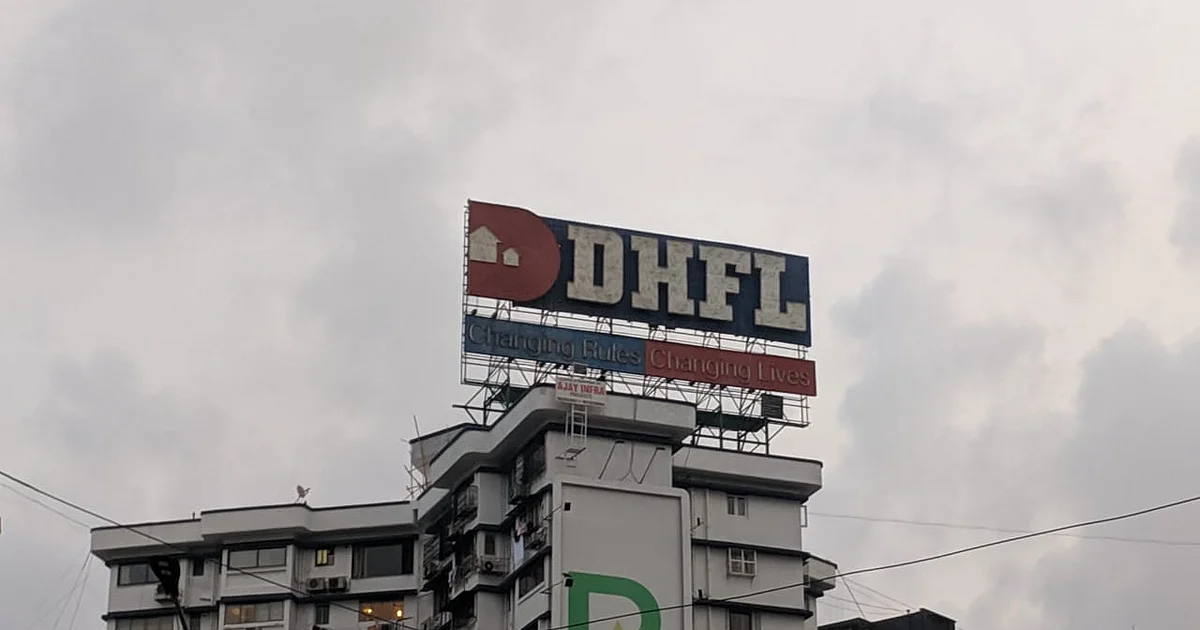 DHFL
Changing Rules Changing Lives
AJAY INFRA